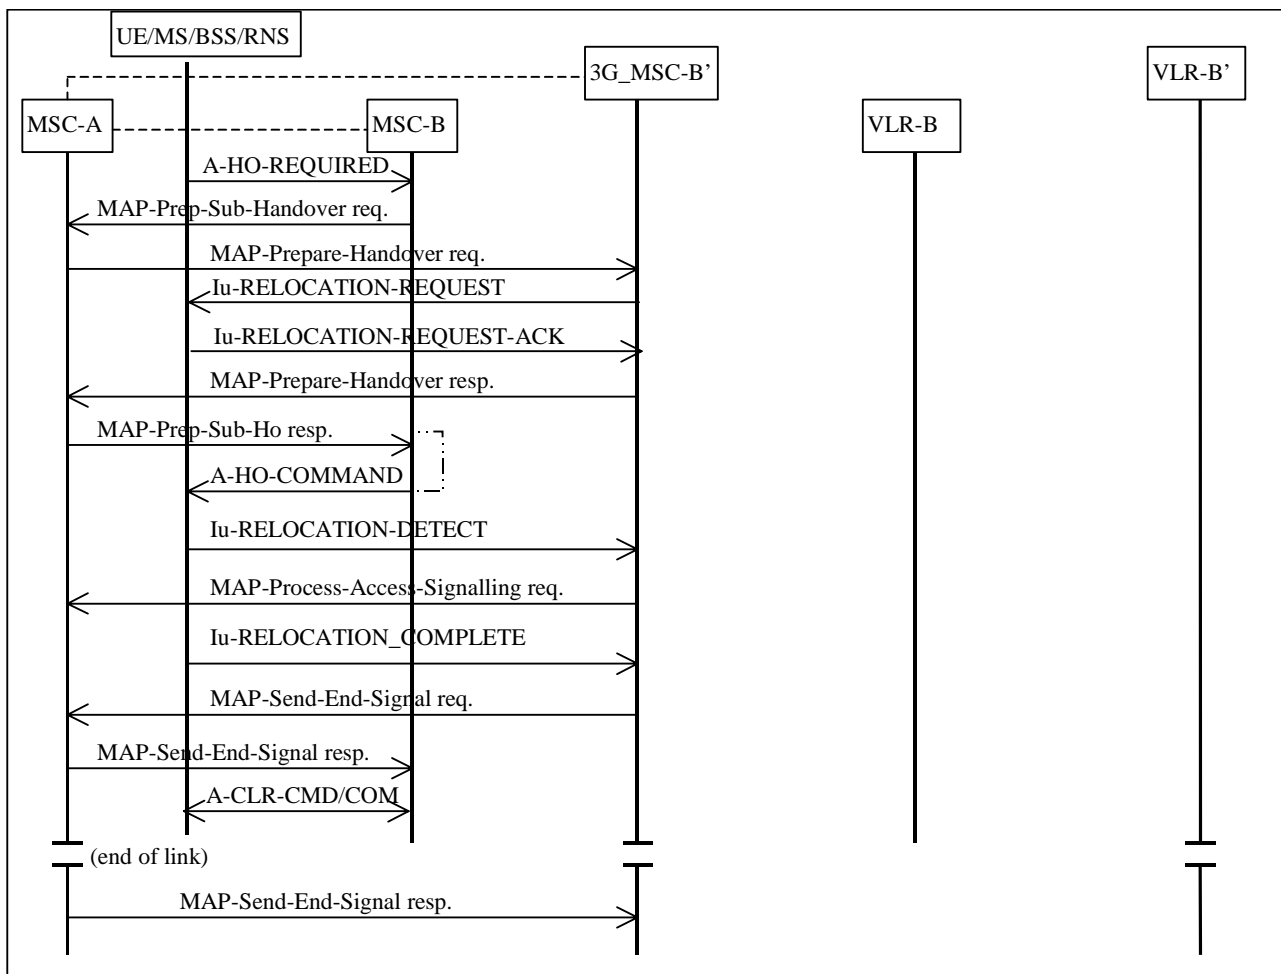 UE/MS/BSS/RNS
3G_MSC-B’
VLR-B’
MSC-A
MSC-B
VLR-B
A-HO-REQUIRED
MAP-Prep-Sub-Handover req.
MAP-Prepare-Handover req.
Iu-RELOCATION-REQUEST
Iu-RELOCATION-REQUEST-ACK
MAP-Prepare-Handover resp.
MAP-Prep-Sub-Ho resp.
A-HO-COMMAND
Iu-RELOCATION-DETECT
MAP-Process-Access-Signalling req.
Iu-RELOCATION_COMPLETE
MAP-Send-End-Signal req.
MAP-Send-End-Signal resp.
A-CLR-CMD/COM
(end of link)
MAP-Send-End-Signal resp.